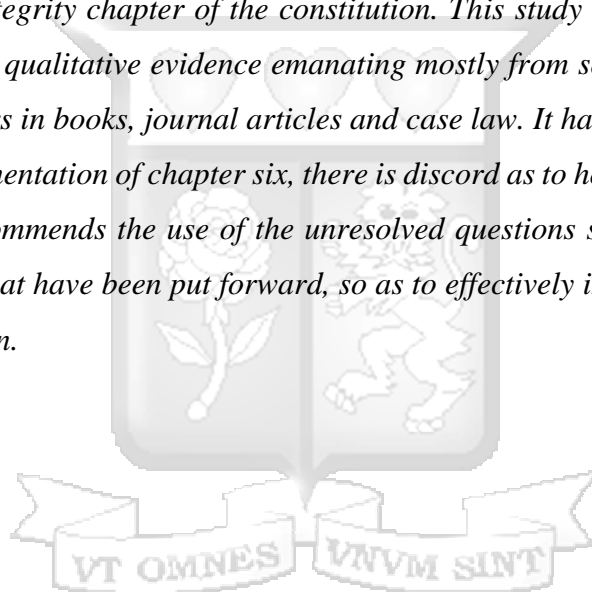 tegrity chapter of the constitution. This study
qualitative evidence emanating mostly from s
s in books, journal articles and case law. It ha
nentation of chapter six, there is discord as to h
ommends the use of the unresolved questions s
at have been put forward, so as to effectively i
n.
VT OMNES VNVM SINT